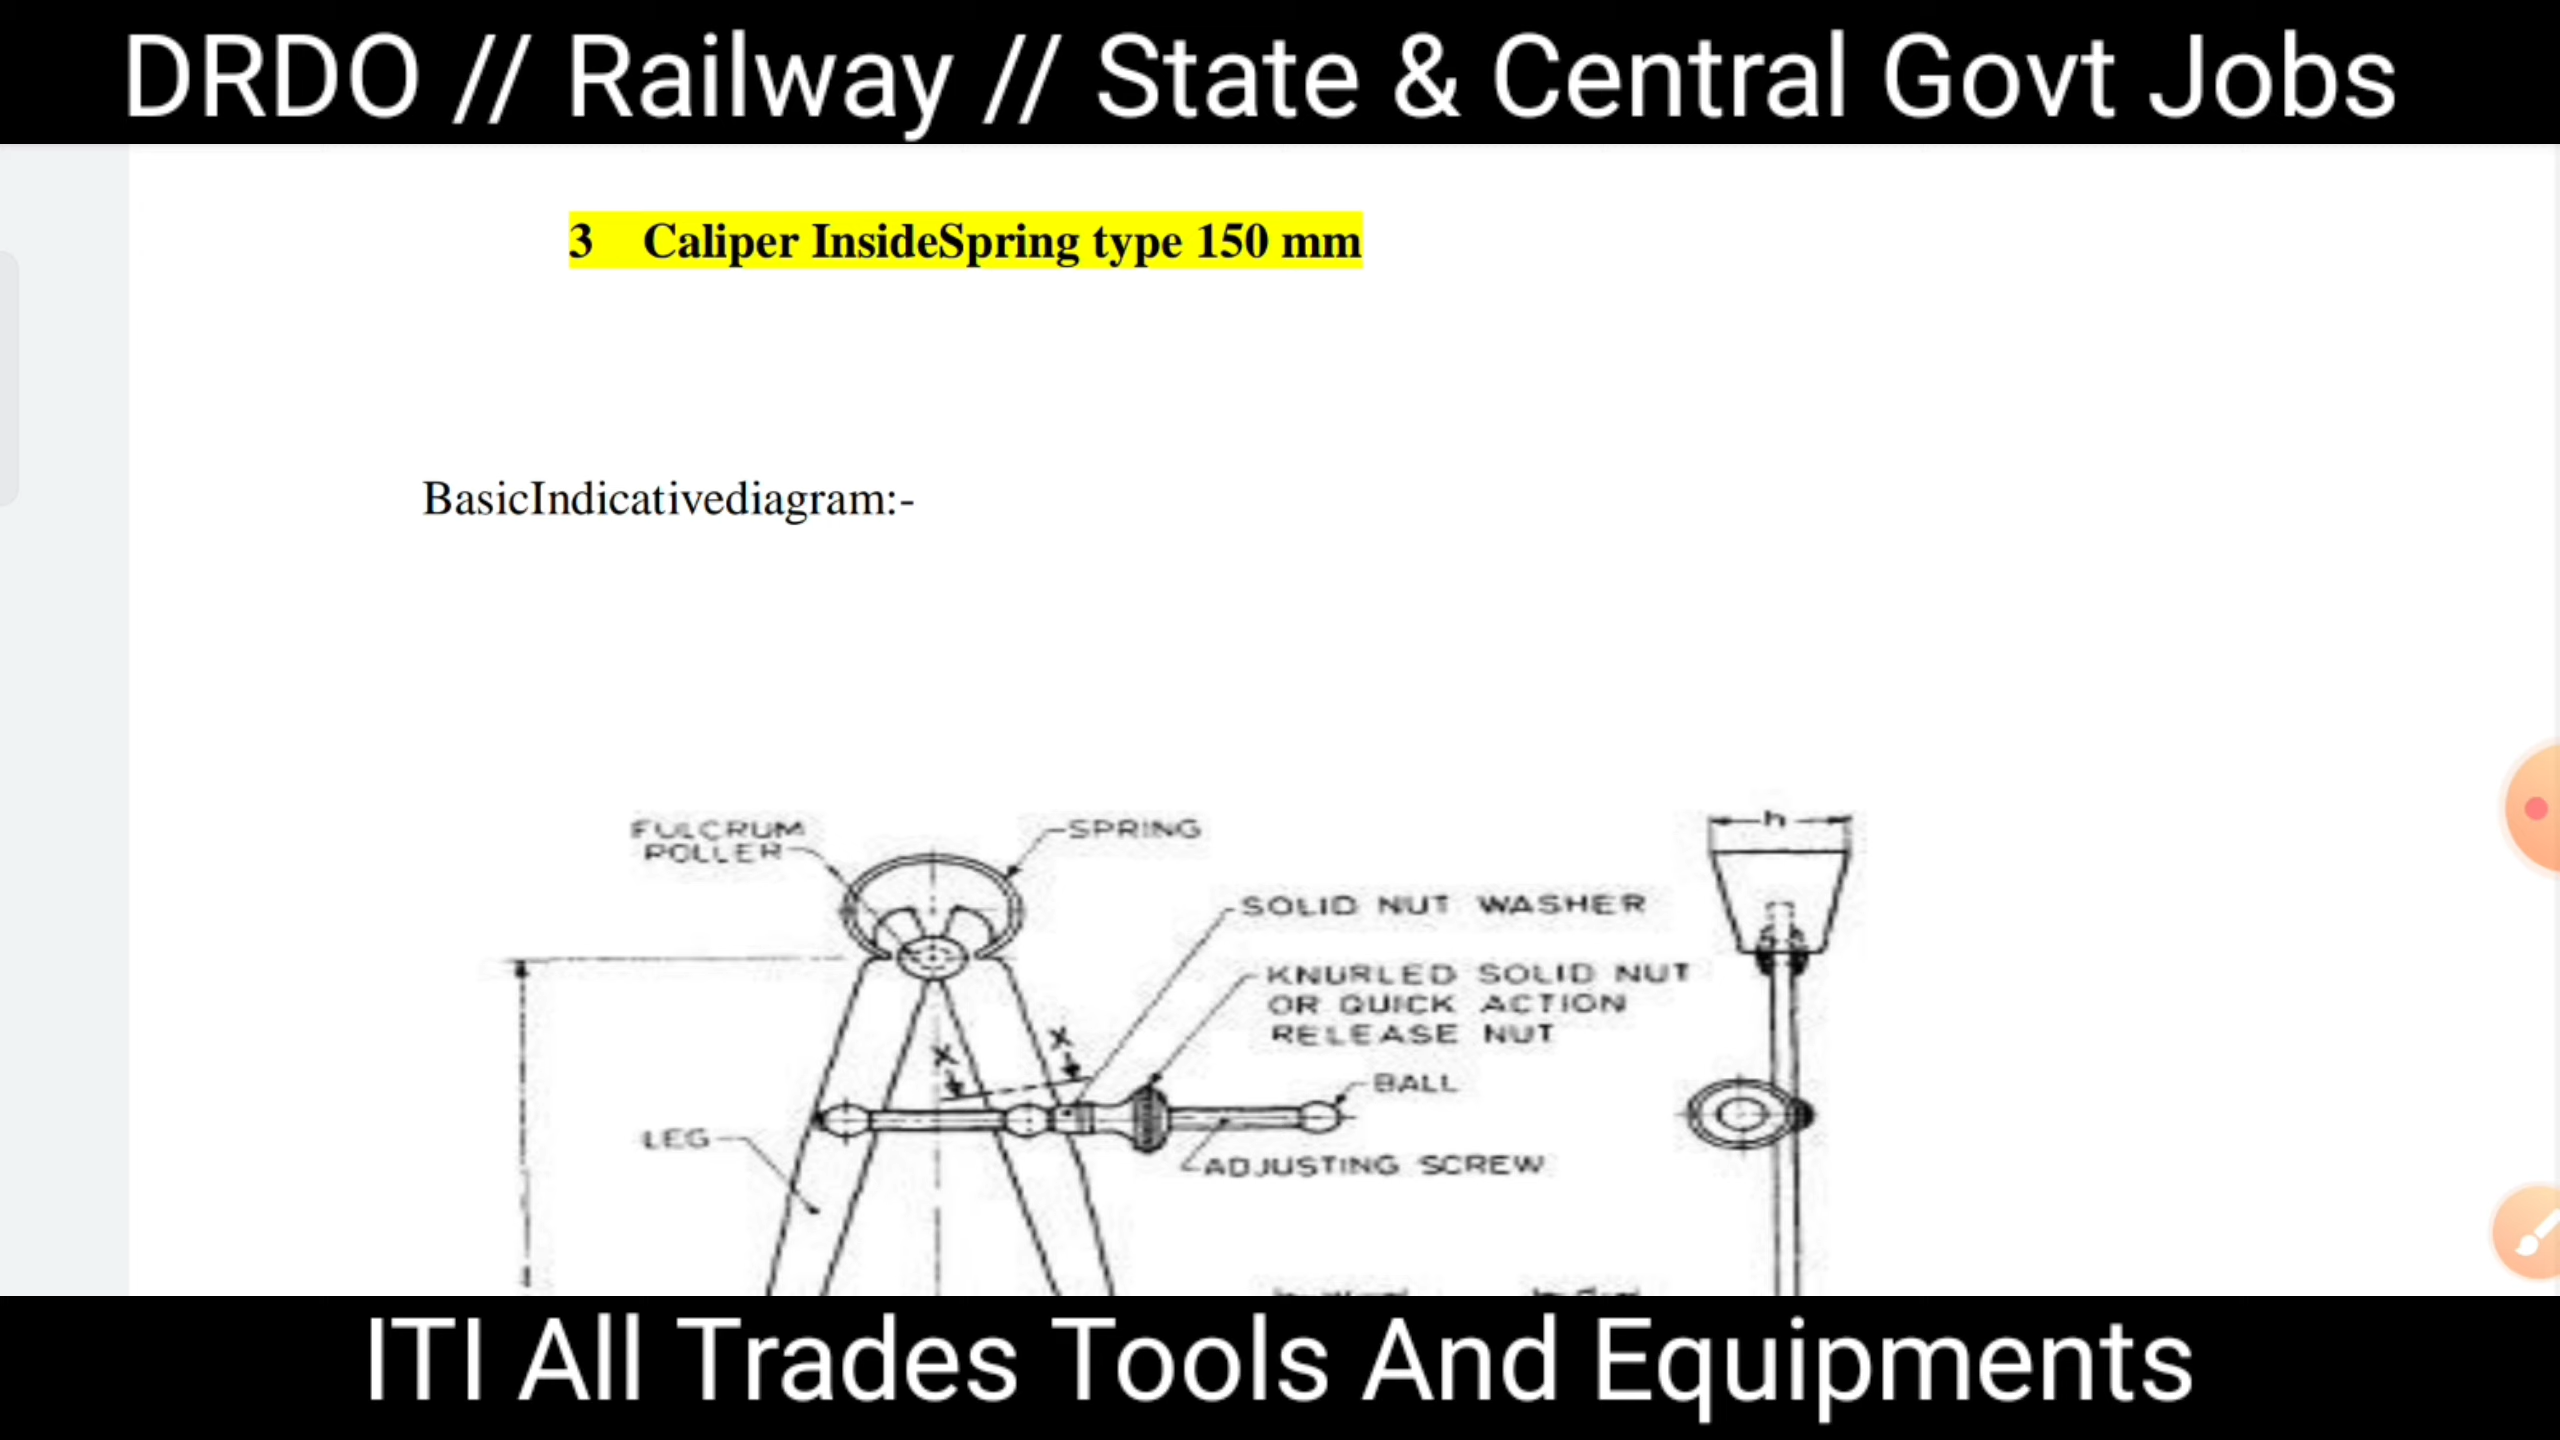 DRDO // Railway // State & Central Govt Jobs
3 Caliper InsideSpring type 150 mm
BasicIndicativediagram:-
FULCRUM
ROLLER
SPRING
h
SOLID NUT WASHER
KNURLED SOLID NUT
OR QUICK ACTION
RELEASE NUT
X
X
BALL
LEG
ADJUSTING SCREW
ITI All Trades Tools And Equipments